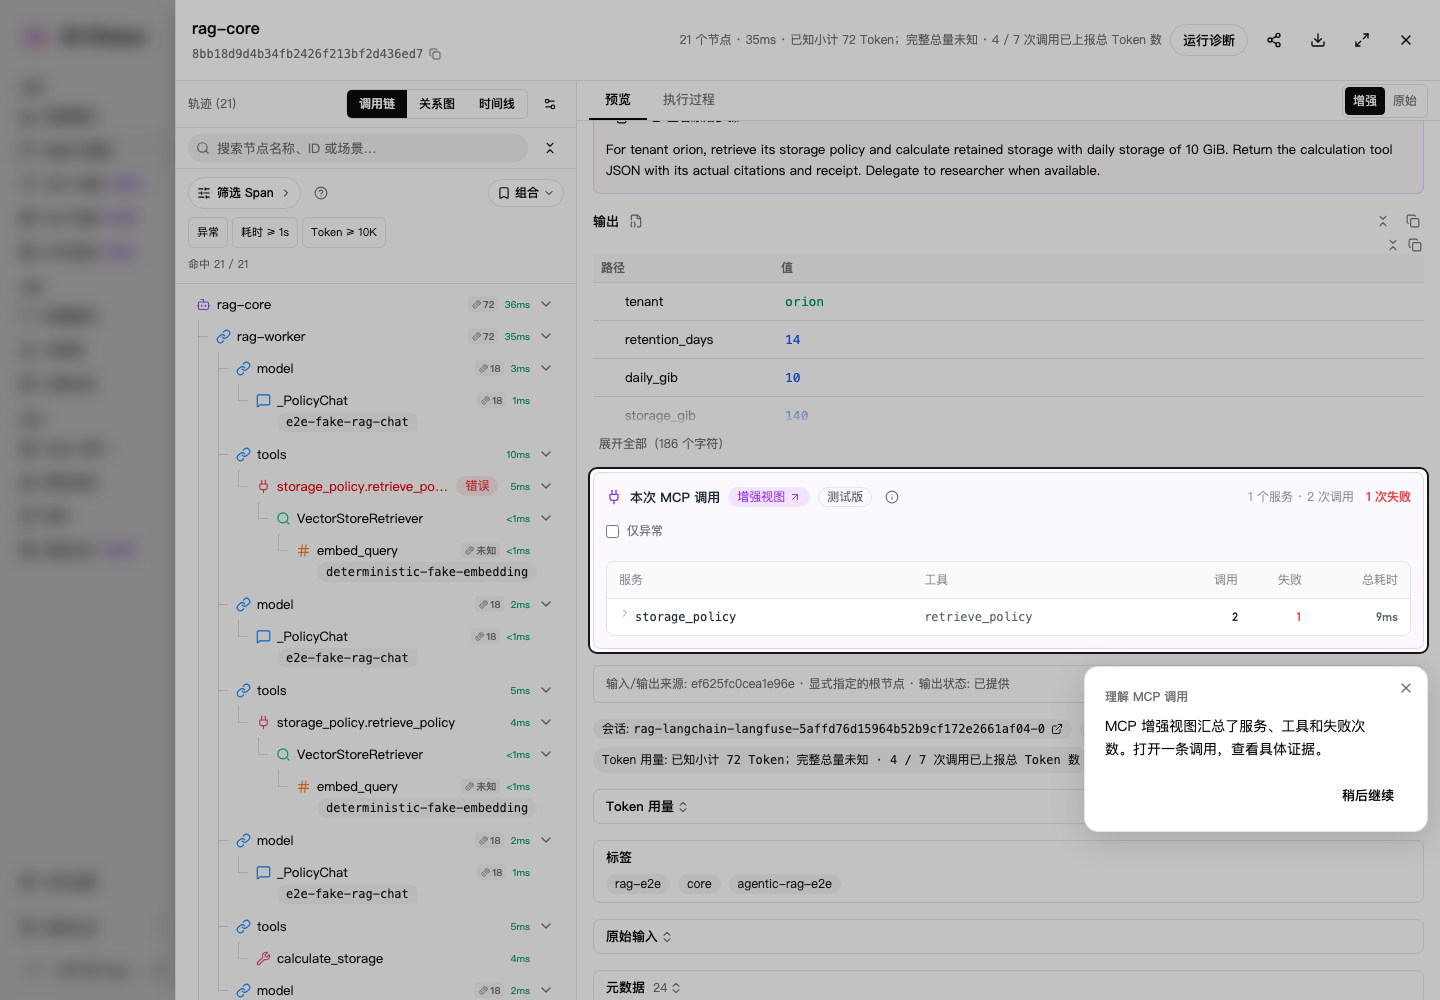 rag-core
8bb18d9d4b34fb2426f213bf2d436ed7
21 个节点 · 35ms · 已知小计 72 Token；完整总量未知 · 4 / 7 次调用已上报总 Token 数
运行诊断
轨迹 (21)
调用链
关系图
时间线
搜索节点名称、ID 或场景...
筛选 Span
组合
异常
耗时 ≥ 1s
Token ≥ 10K
命中 21 / 21
rag-core 72 36ms
rag-worker 72 35ms
model 18 3ms
_PolicyChat 18 1ms
e2e-fake-rag-chat
tools 10ms
storage_policy.retrieve_po... 错误 5ms
VectorStoreRetriever <1ms
embed_query 未知 <1ms
deterministic-fake-embedding
model 18 2ms
_PolicyChat 18 <1ms
e2e-fake-rag-chat
tools 5ms
storage_policy.retrieve_policy 4ms
VectorStoreRetriever <1ms
embed_query 未知 <1ms
deterministic-fake-embedding
model 18 2ms
_PolicyChat 18 1ms
e2e-fake-rag-chat
tools 5ms
calculate_storage 4ms
model 18 2ms
预览
执行过程
增强
原始
For tenant orion, retrieve its storage policy and calculate retained storage with daily storage of 10 GiB. Return the calculation tool
JSON with its actual citations and receipt. Delegate to researcher when available.
输出
路径 值
tenant orion
retention_days 14
daily_gib 10
storage_gib 140
展开全部（186 个字符）
本次 MCP 调用 增强视图 测试版 1 个服务 · 2 次调用 1 次失败
仅异常
服务 工具 调用 失败 总耗时
storage_policy retrieve_policy 2 1 9ms
输入/输出来源: ef625fc0cea1e96e · 显式指定的根节点 · 输出状态: 已提供
会话: rag-langchain-langfuse-5affd76d15964b52b9cf172e2661af04-0
Token 用量: 已知小计 72 Token；完整总量未知 · 4 / 7 次调用已上报总 Token 数
Token 用量
标签
rag-e2e
core
agentic-rag-e2e
原始输入
元数据 24
理解 MCP 调用
MCP 增强视图汇总了服务、工具和失败次
数。打开一条调用，查看具体证据。
稍后继续